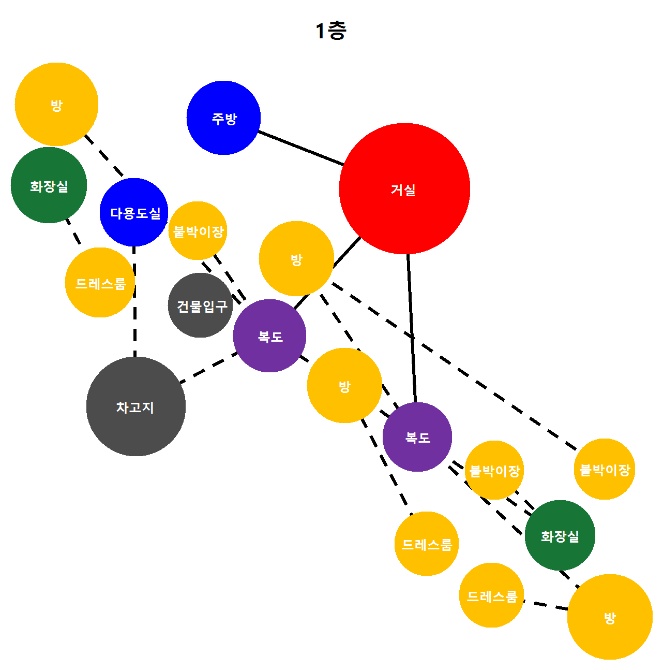 1층
방
주방
화장실
거실
다용도실
붙박이장
방
드레스룸
건물입구
복도
방
차고지
복도
붙박이장
붙박이장
화장실
드레스룸
드레스룸
방